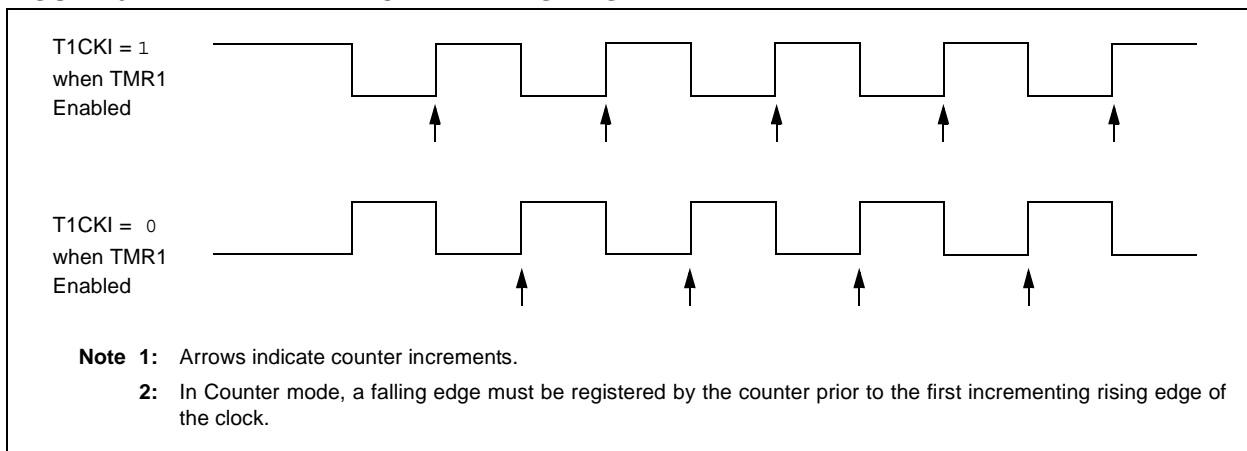 T1CKI = 1
when TMR1
Enabled
T1CKI = 0
when TMR1
Enabled
Note 1: Arrows indicate counter increments.
2: In Counter mode, a falling edge must be registered by the counter prior to the first incrementing rising edge of
the clock.